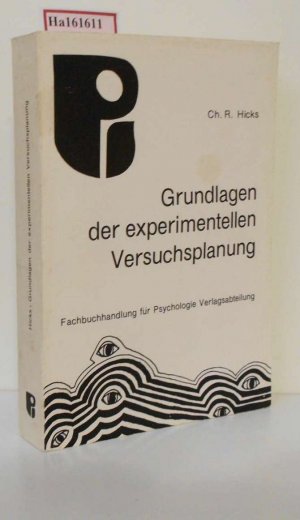 Ha161611
Ch. R. Hicks
Grundlagen
der experimentellen
Versuchsplanung
Fachbuchhandlung für Psychologie Verlagsabteilung
Hicks: Grundlagen der experimentellen Versuchsplanung